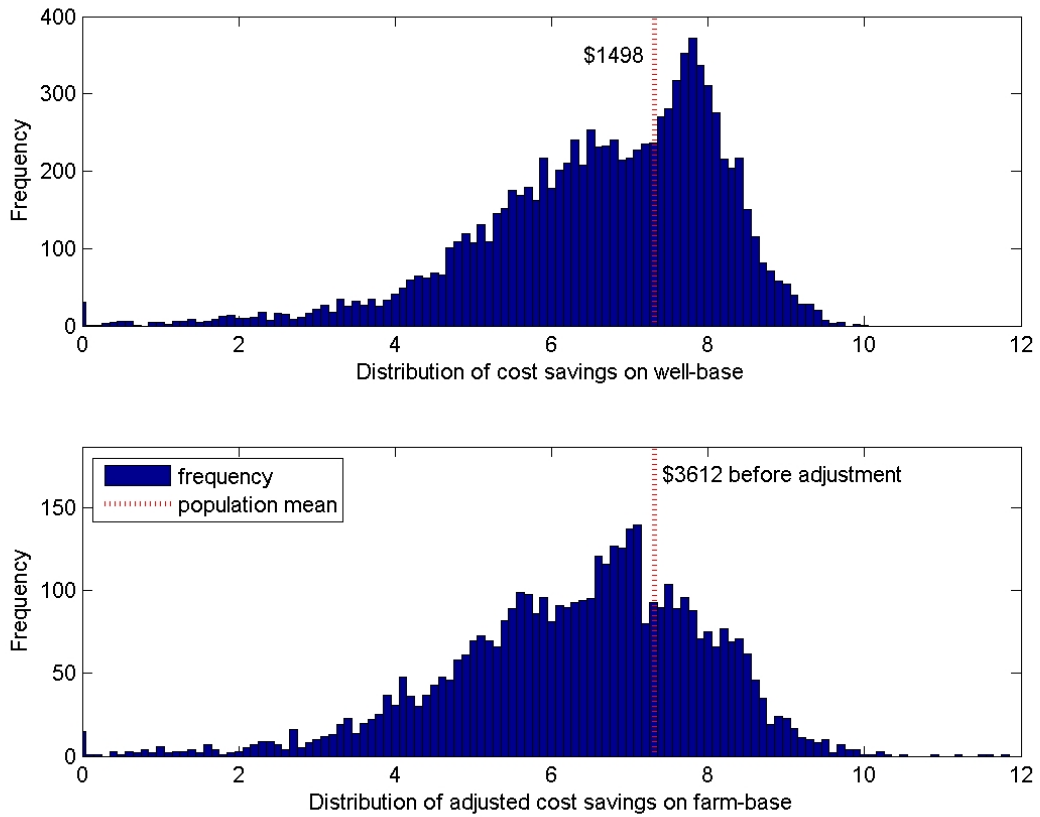 400
300
200
100
0
Frequency
$1498
0 2 4 6 8 10 12
Distribution of cost savings on well-base
150
100
50
0
Frequency
frequency
population mean
$3612 before adjustment
0 2 4 6 8 10 12
Distribution of adjusted cost savings on farm-base